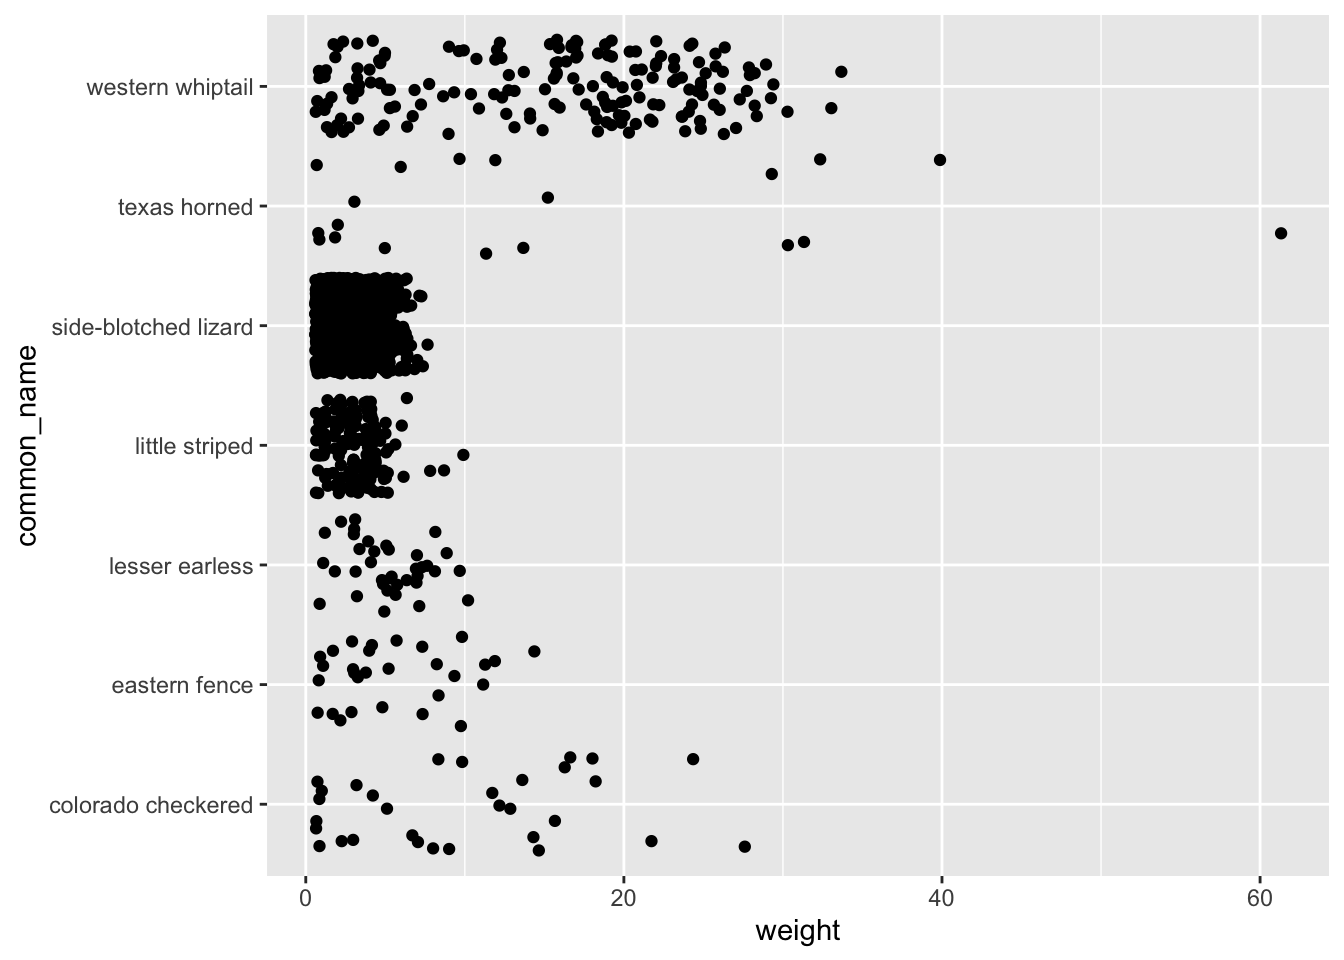 western whiptail
texas horned
side-blotched lizard
little striped
lesser earless
eastern fence
colorado checkered
common_name
0 20 40 60
weight